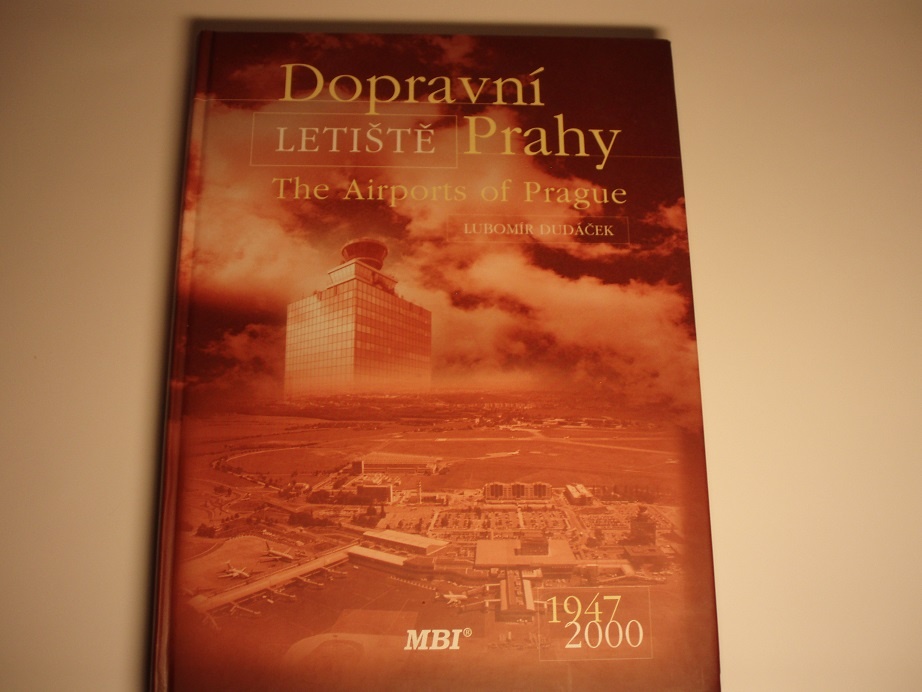 Dopravní
LETIŠTĚ Prahy
The Airports of Prague
LUBOMÍR DUDÁČEK
1947
2000
MBI®